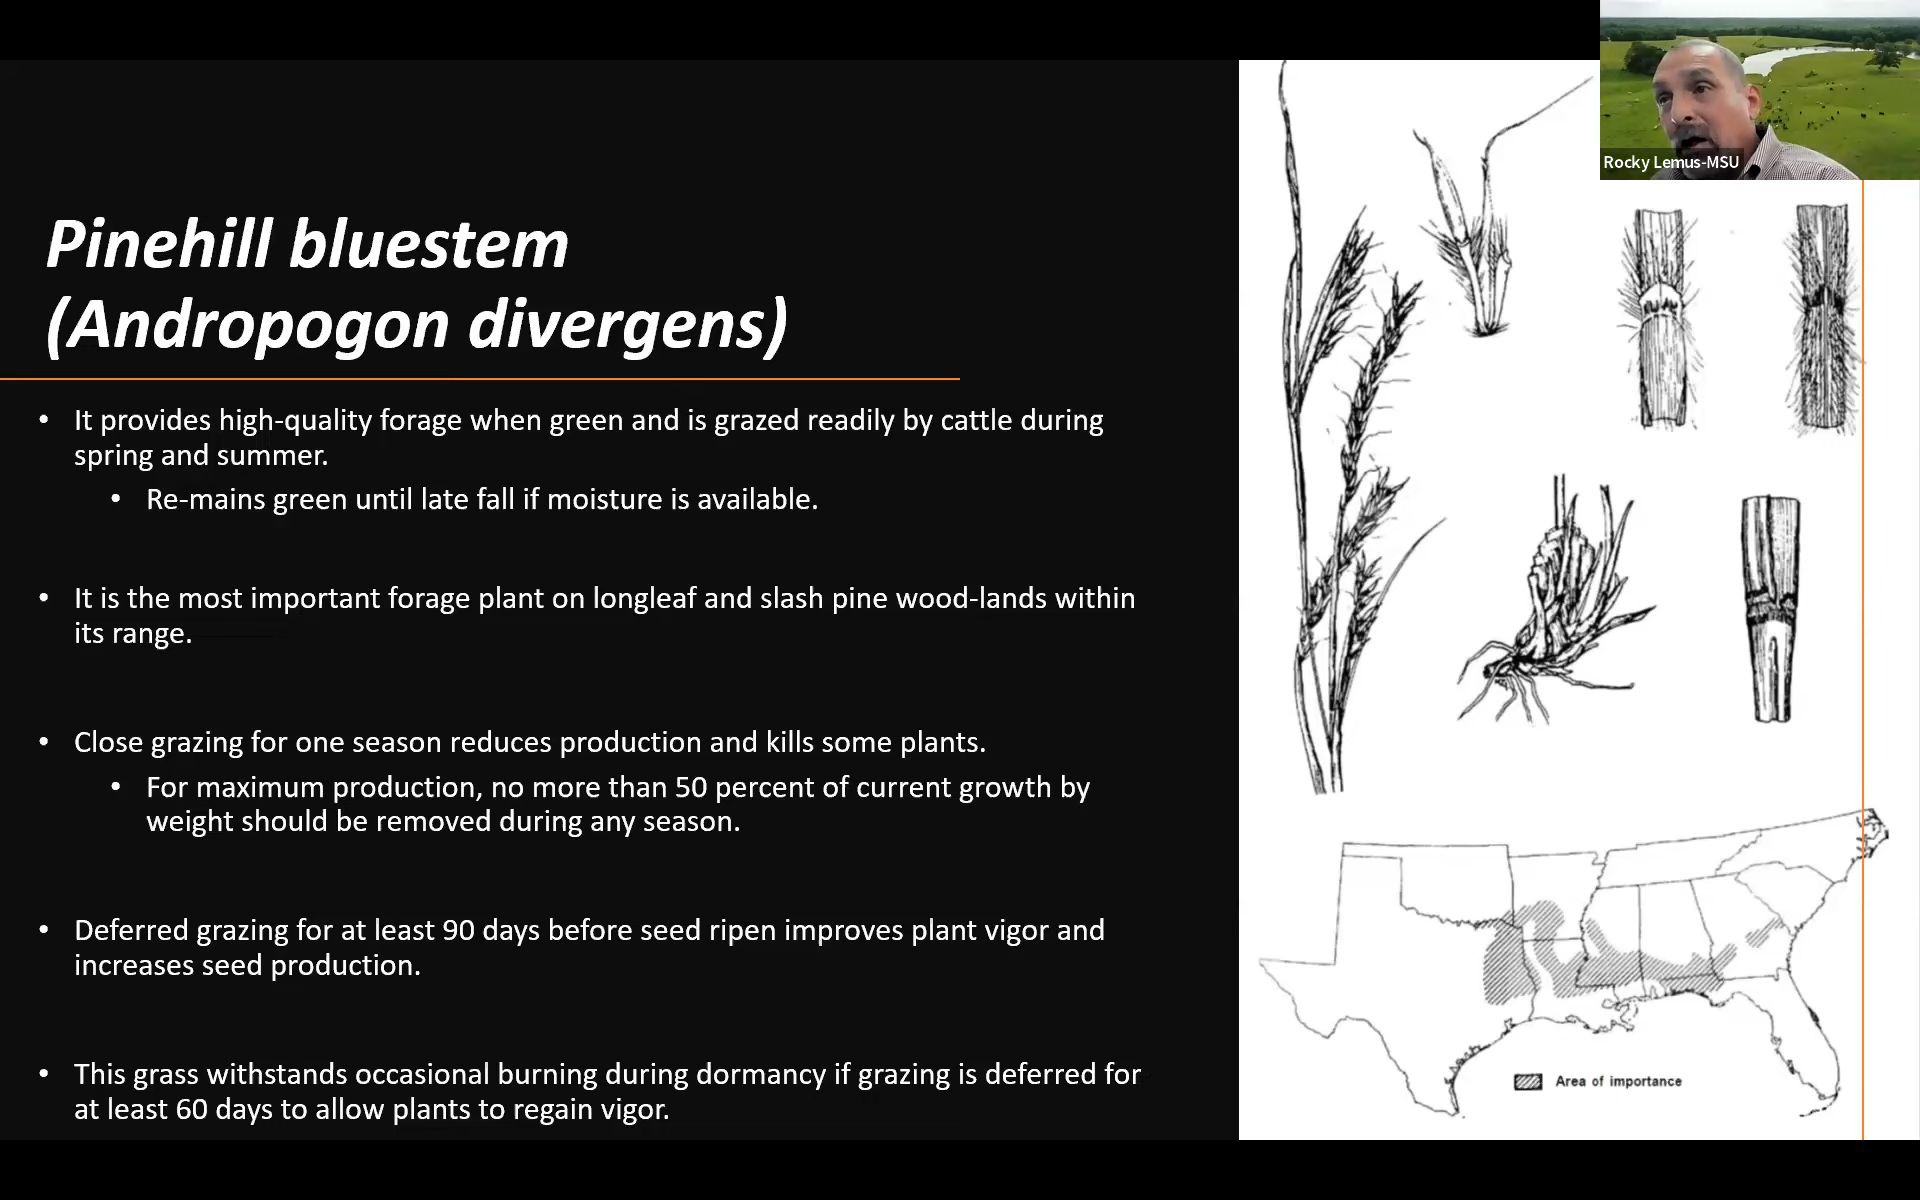 Rocky Lemus-MSU
Pinehill bluestem
(Andropogon divergens)
• It provides high-quality forage when green and is grazed readily by cattle during
spring and summer.
• Re-mains green until late fall if moisture is available.
• It is the most important forage plant on longleaf and slash pine wood-lands within
its range.
• Close grazing for one season reduces production and kills some plants.
• For maximum production, no more than 50 percent of current growth by
weight should be removed during any season.
• Deferred grazing for at least 90 days before seed ripen improves plant vigor and
increases seed production.
• This grass withstands occasional burning during dormancy if grazing is deferred for
at least 60 days to allow plants to regain vigor.
Area of importance